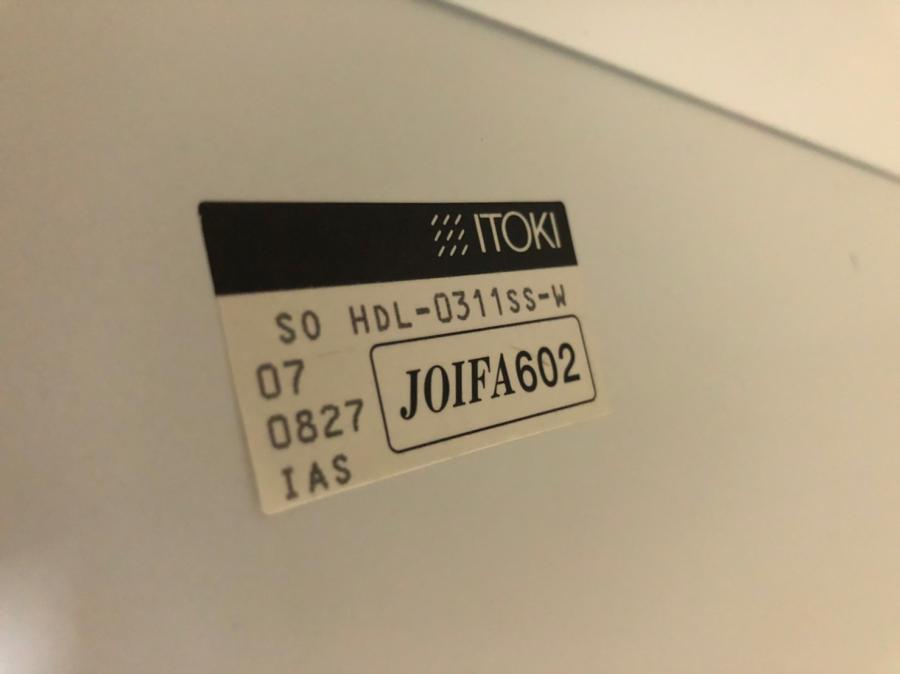 ITOKI
SO HDL-0311SS-W
07
0827
IAS
JOIFA602